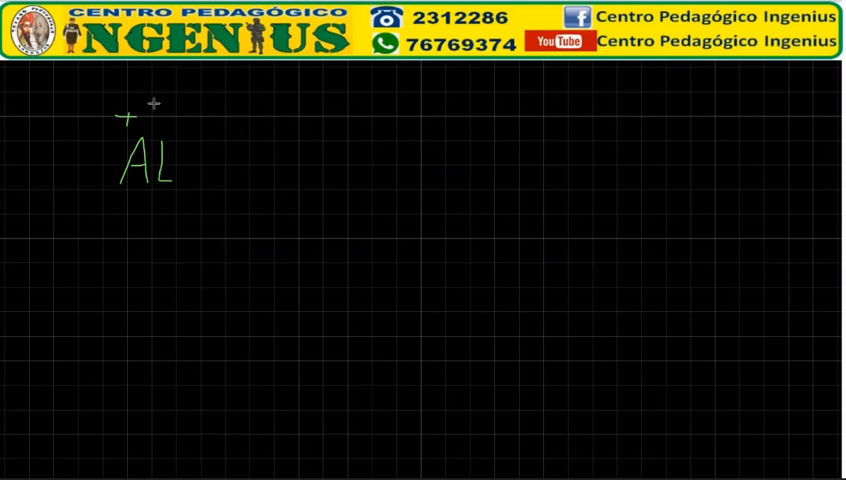 CENTRO PEDAGÓGICO
INGENIUS
2312286
76769374
Centro Pedagógico Ingenius
YouTube Centro Pedagógico Ingenius
+
AL